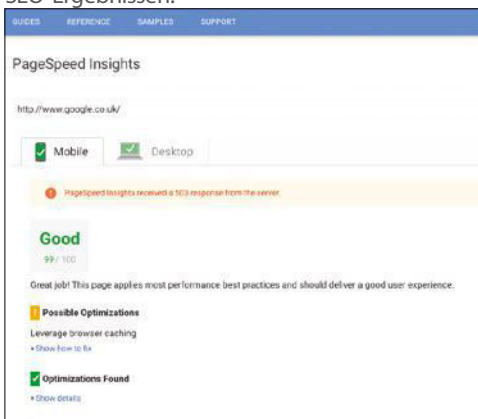 SEO-Ergebnissen.
GUIDES REFERENCE SAMPLES SUPPORT
PageSpeed Insights
http://www.google.co.uk/
Mobile Desktop
PageSpeed Insights received a 503 response from the server.
Good
99 / 100
Great job! This page applies most performance best practices and should deliver a good user experience.
Possible Optimizations
Leverage browser caching
Show how to fix
Optimizations Found
Show details